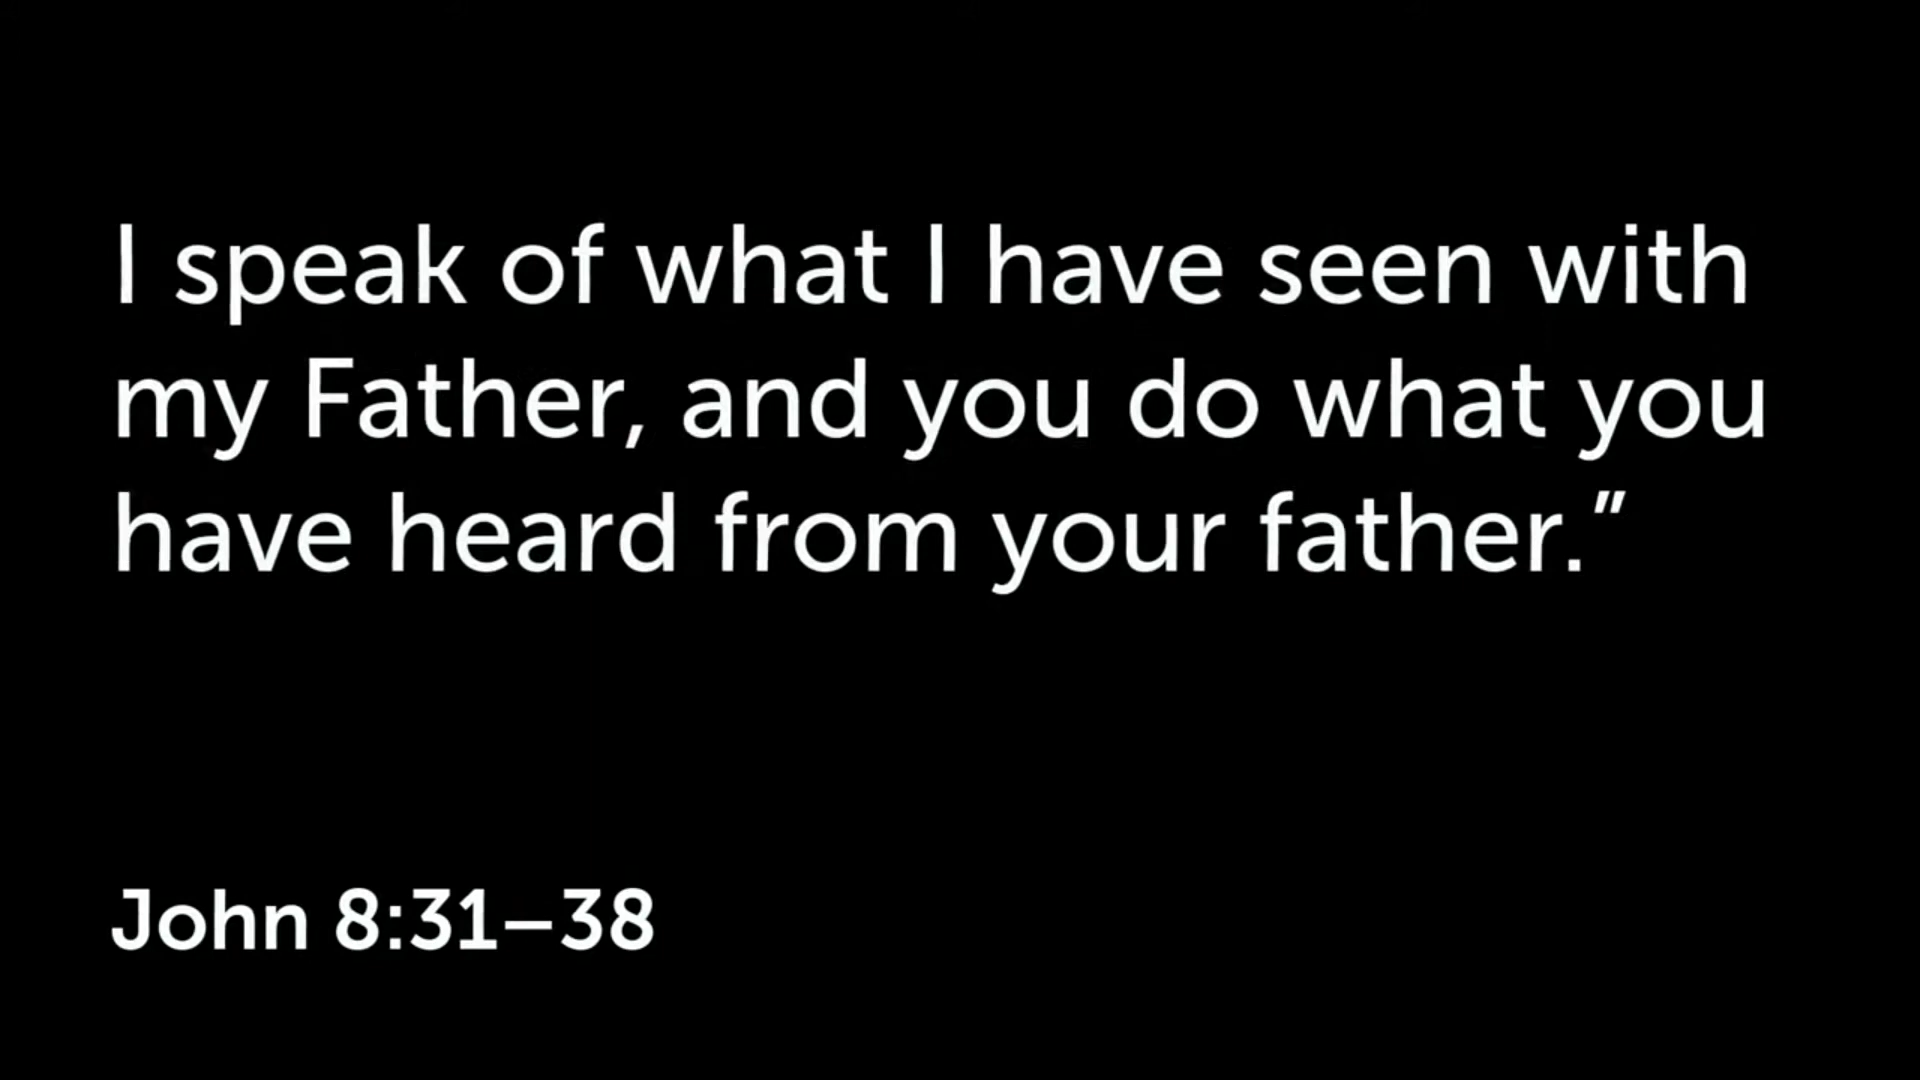 I speak of what I have seen with
my Father, and you do what you
have heard from your father.”
John 8:31–38